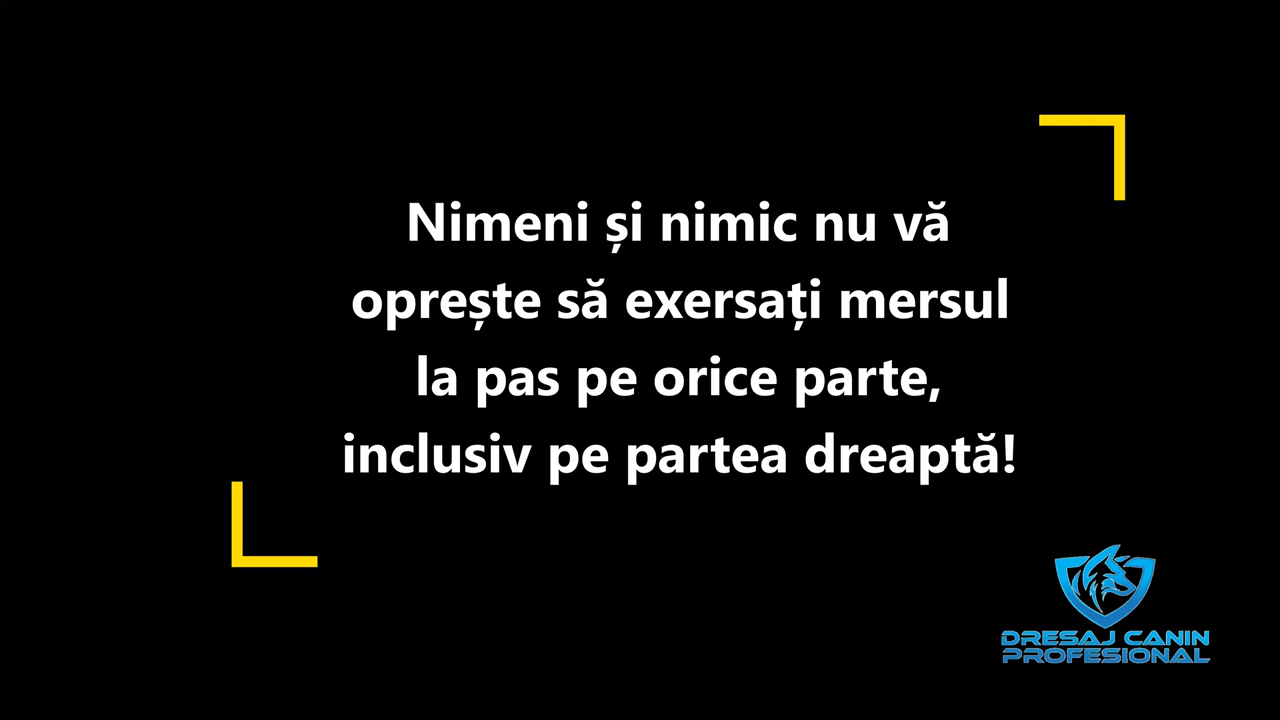 Nimeni și nimic nu vă
oprește să exersați mersul
la pas pe orice parte,
inclusiv pe partea dreaptă!
DRESAJ CANIN
PROFESIONAL